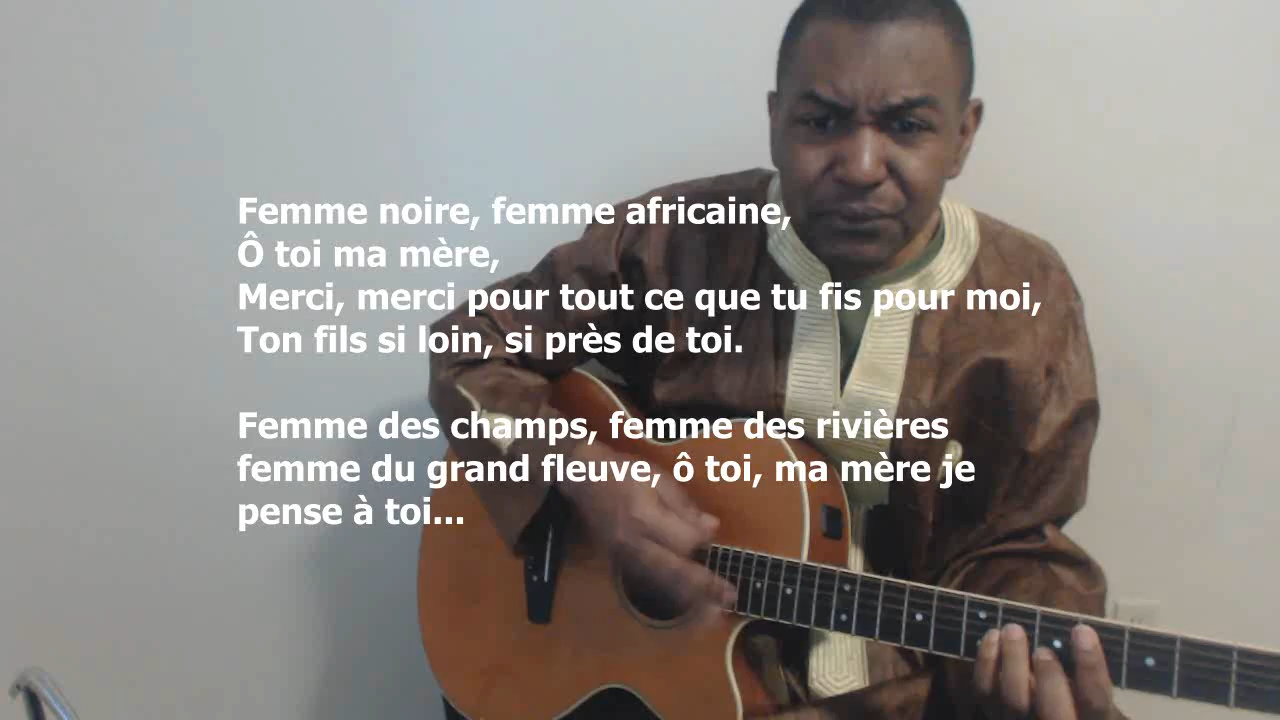 Femme noire, femme africaine,
Ô toi ma mère,
Merci, merci pour tout ce que tu fis pour moi,
Ton fils si loin, si près de toi.
Femme des champs, femme des rivières
femme du grand fleuve, ô toi, ma mère je
pense à toi...